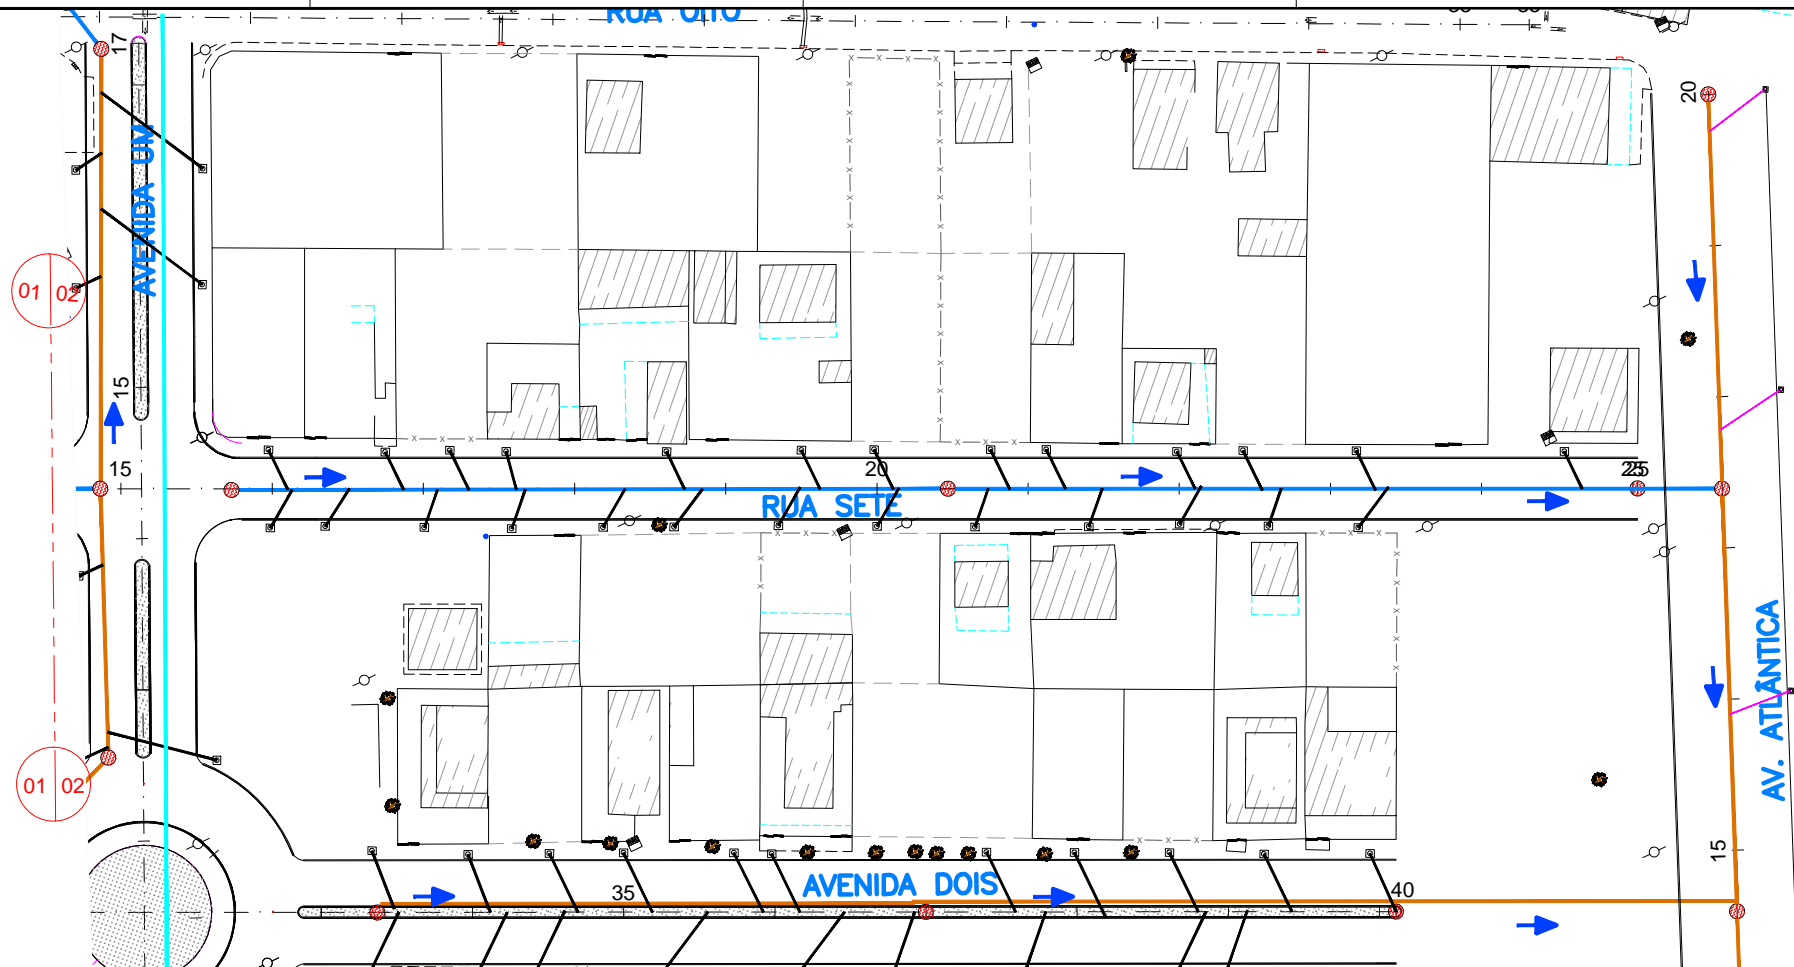 RUA OITO
17
20
AVENIDA UM
01 02
15
15
20
25
RUA SETE
AV. ATLÂNTICA
01 02
15
35
AVENIDA DOIS
40